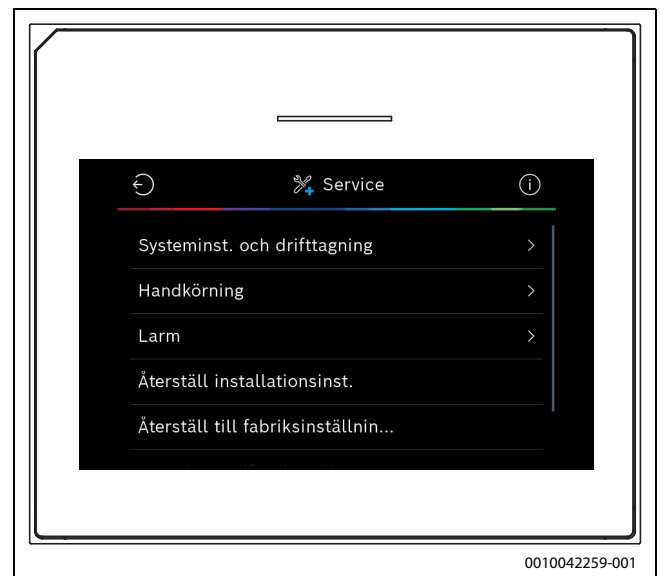 Service
Systeminst. och drifttagning
Handkörning
Larm
Återställ installationsinst.
Återställ till fabriksinställnin...
0010042259-001